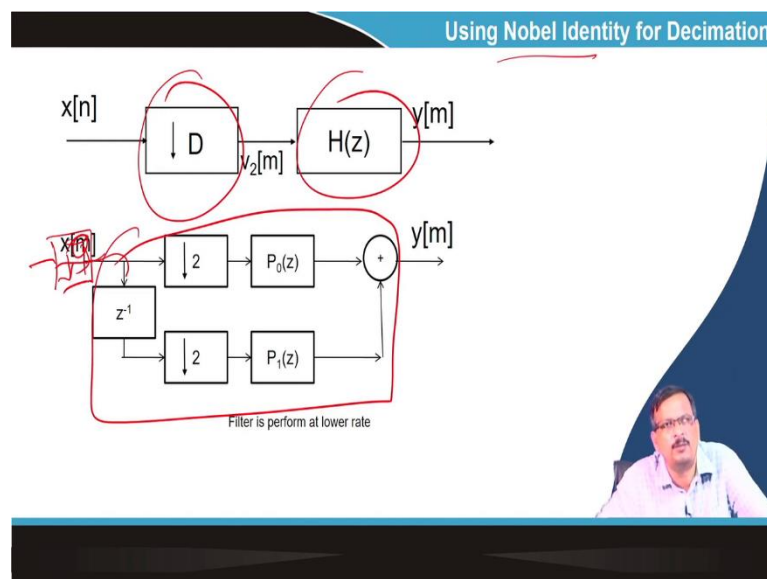 Using Nobel Identity for Decimation
x[n]
y[m]
↓ D
H(z)
v₂[m]
x[m]
y[m]
↓ 2
P₀(z)
+
z⁻¹
↓ 2
P₁(z)
Filter is perform at lower rate